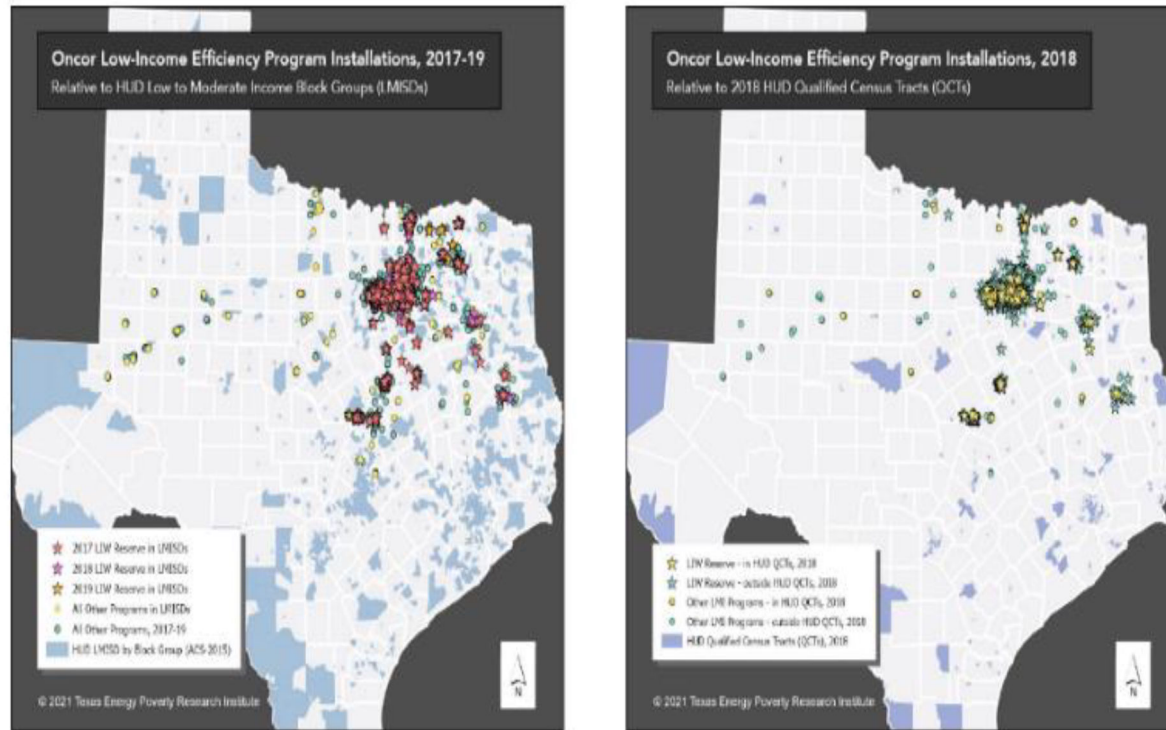 Oncor Low-Income Efficiency Program Installations, 2017-19
Relative to HUD Low to Moderate Income Block Groups (LMISDs)
2017 LIW Reserve in LMISDs
2018 LIW Reserve in LMISDs
2019 LIW Reserve in LMISDs
All Other Programs in LMISDs
All Other Programs, 2017-19
HUD LMISD by Block Group (ACS-2015)
© 2021 Texas Energy Poverty Research Institute
N
Oncor Low-Income Efficiency Program Installations, 2018
Relative to 2018 HUD Qualified Census Tracts (QCTs)
LIW Reserve - in HUD QCTs, 2018
LIW Reserve - outside HUD QCTs, 2018
Other LMI Programs - in HUD QCTs, 2018
Other LMI Programs - outside HUD QCTs, 2018
HUD Qualified Census Tracts (QCTs), 2018
© 2021 Texas Energy Poverty Research Institute
N